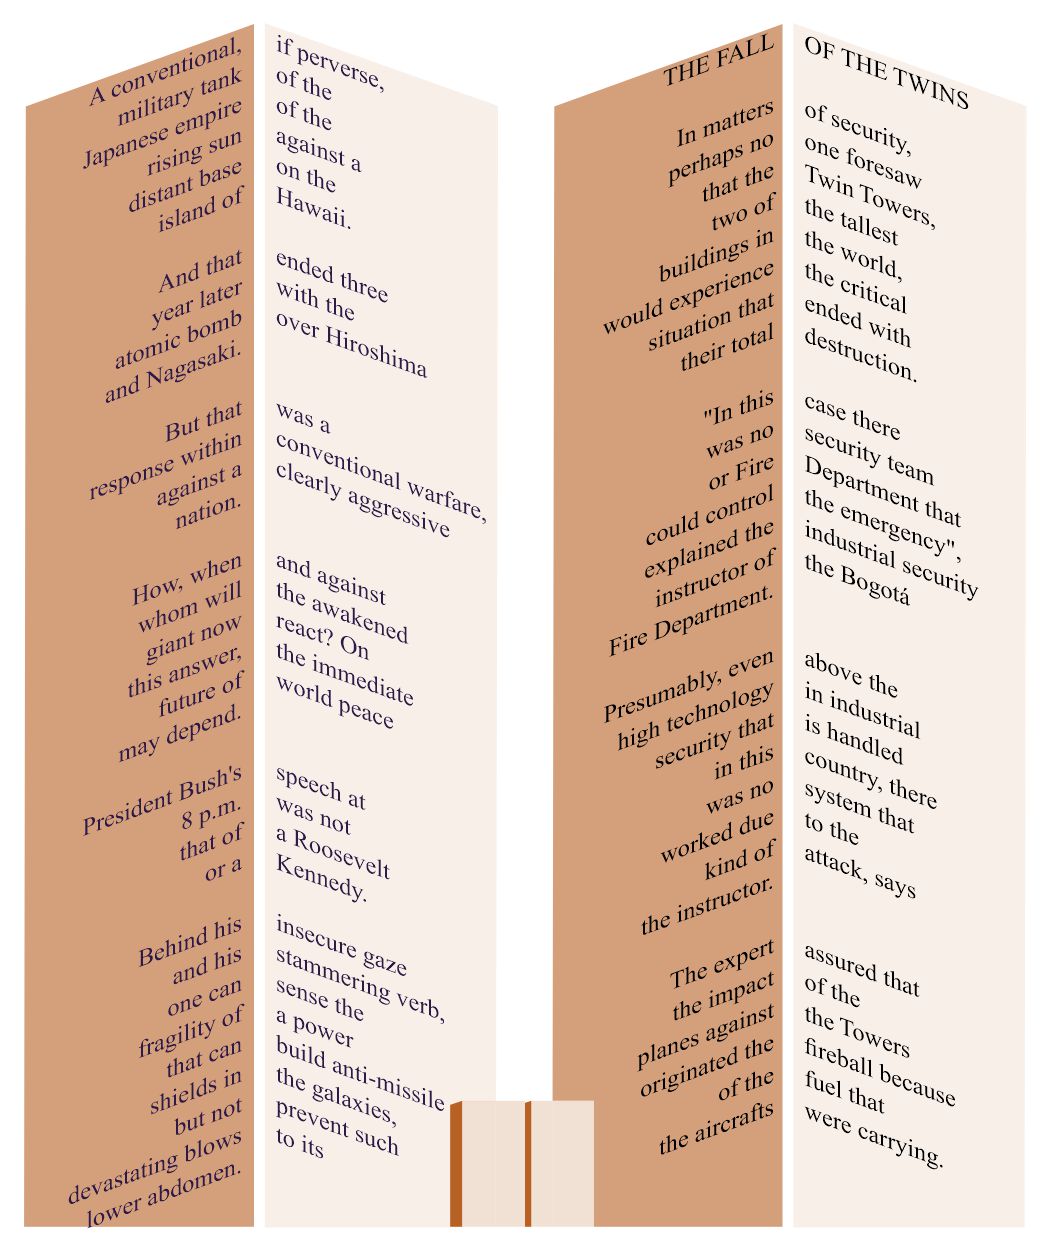 A conventional, if perverse,
military tank of the
Japanese empire of the
rising sun against a
distant base on the
island of Hawaii.
And that ended three
year later with the
atomic bomb over Hiroshima
and Nagasaki.
But that was a
response within conventional warfare,
against a clearly aggressive
nation.
How, when and against
whom will the awakened
giant now react? On
this answer, the immediate
future of world peace
may depend.
President Bush's speech at
8 p.m. was not
that of a Roosevelt
or a Kennedy.
Behind his insecure gaze
and his stammering verb,
one can sense the
fragility of a power
that can build anti-missile
shields in the galaxies,
but not prevent such
devastating blows to its
lower abdomen.
THE FALL OF THE TWINS
In matters of security,
perhaps no one foresaw
that the Twin Towers,
two of the tallest
buildings in the world,
would experience the critical
situation that ended with
their total destruction.
"In this case there
was no security team
or Fire Department that
could control the emergency",
explained the industrial security
instructor of the Bogotá
Fire Department.
Presumably, even above the
high technology in industrial
security that is handled
in this country, there
was no system that
worked due to the
kind of attack, says
the instructor.
The expert assured that
the impact of the
planes against the Towers
originated the fireball because
of the fuel that
the aircrafts were carrying.